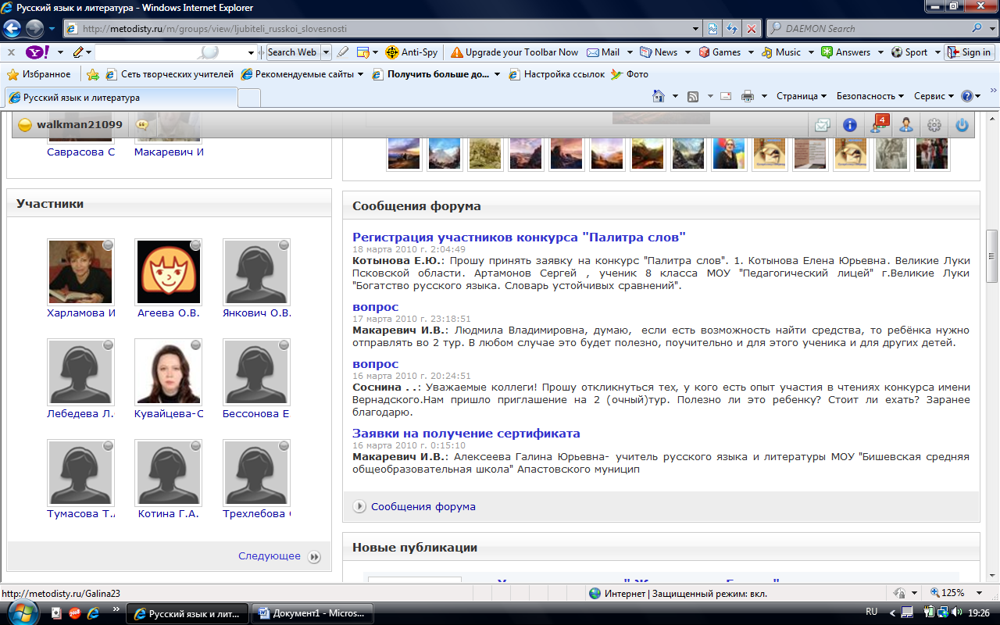 Русский язык и литература - Windows Internet Explorer
http://metodisty.ru/m/groups/view/ljubiteli_russkoi_slovesnosti
DAEMON Search
Search Web
Anti-Spy
Upgrade your Toolbar Now
Mail
News
Games
Music
Answers
Sport
Sign in
Избранное
Сеть творческих учителей
Рекомендуемые сайты
Получить больше до...
Настройка ссылок
Фото
Русский язык и литература
Страница
Безопасность
Сервис
walkman21099
4
Саврасова С
Макаревич И
Участники
Харламова И
Агеева О.В.
Янкович О.В.
Лебедева Л.
Кувайцева-С
Бессонова Е
Тумасова Т.
Котина Г.А.
Трехлебова
Следующее
Сообщения форума
Регистрация участников конкурса "Палитра слов"
18 марта 2010 г. 2:04:49
Котынова Е.Ю.: Прошу принять заявку на конкурс "Палитра слов". 1. Котынова Елена Юрьевна. Великие Луки
Псковской области. Артамонов Сергей , ученик 8 класса МОУ "Педагогический лицей" г.Великие Луки
"Богатство русского языка. Словарь устойчивых сравнений".
вопрос
17 марта 2010 г. 23:18:51
Макаревич И.В.: Людмила Владимировна, думаю, если есть возможность найти средства, то ребёнка нужно
отправлять во 2 тур. В любом случае это будет полезно, поучительно и для этого ученика и для других детей.
вопрос
16 марта 2010 г. 20:24:51
Соснина . .: Уважаемые коллеги! Прошу откликнуться тех, у кого есть опыт участия в чтениях конкурса имени
Вернадского.Нам пришло приглашение на 2 (очный)тур. Полезно ли это ребенку? Стоит ли ехать? Заранее
благодарю.
Заявки на получение сертификата
16 марта 2010 г. 0:15:10
Макаревич И.В.: Алексеева Галина Юрьевна- учитель русского языка и литературы МОУ "Бишевская средняя
общеобразовательная школа" Апастовского муницип
Сообщения форума
Новые публикации
http://metodisty.ru/Galina23
Интернет | Защищенный режим: вкл.
125%
Русский язык и лит...
Документ1 - Micros...
RU
19:26